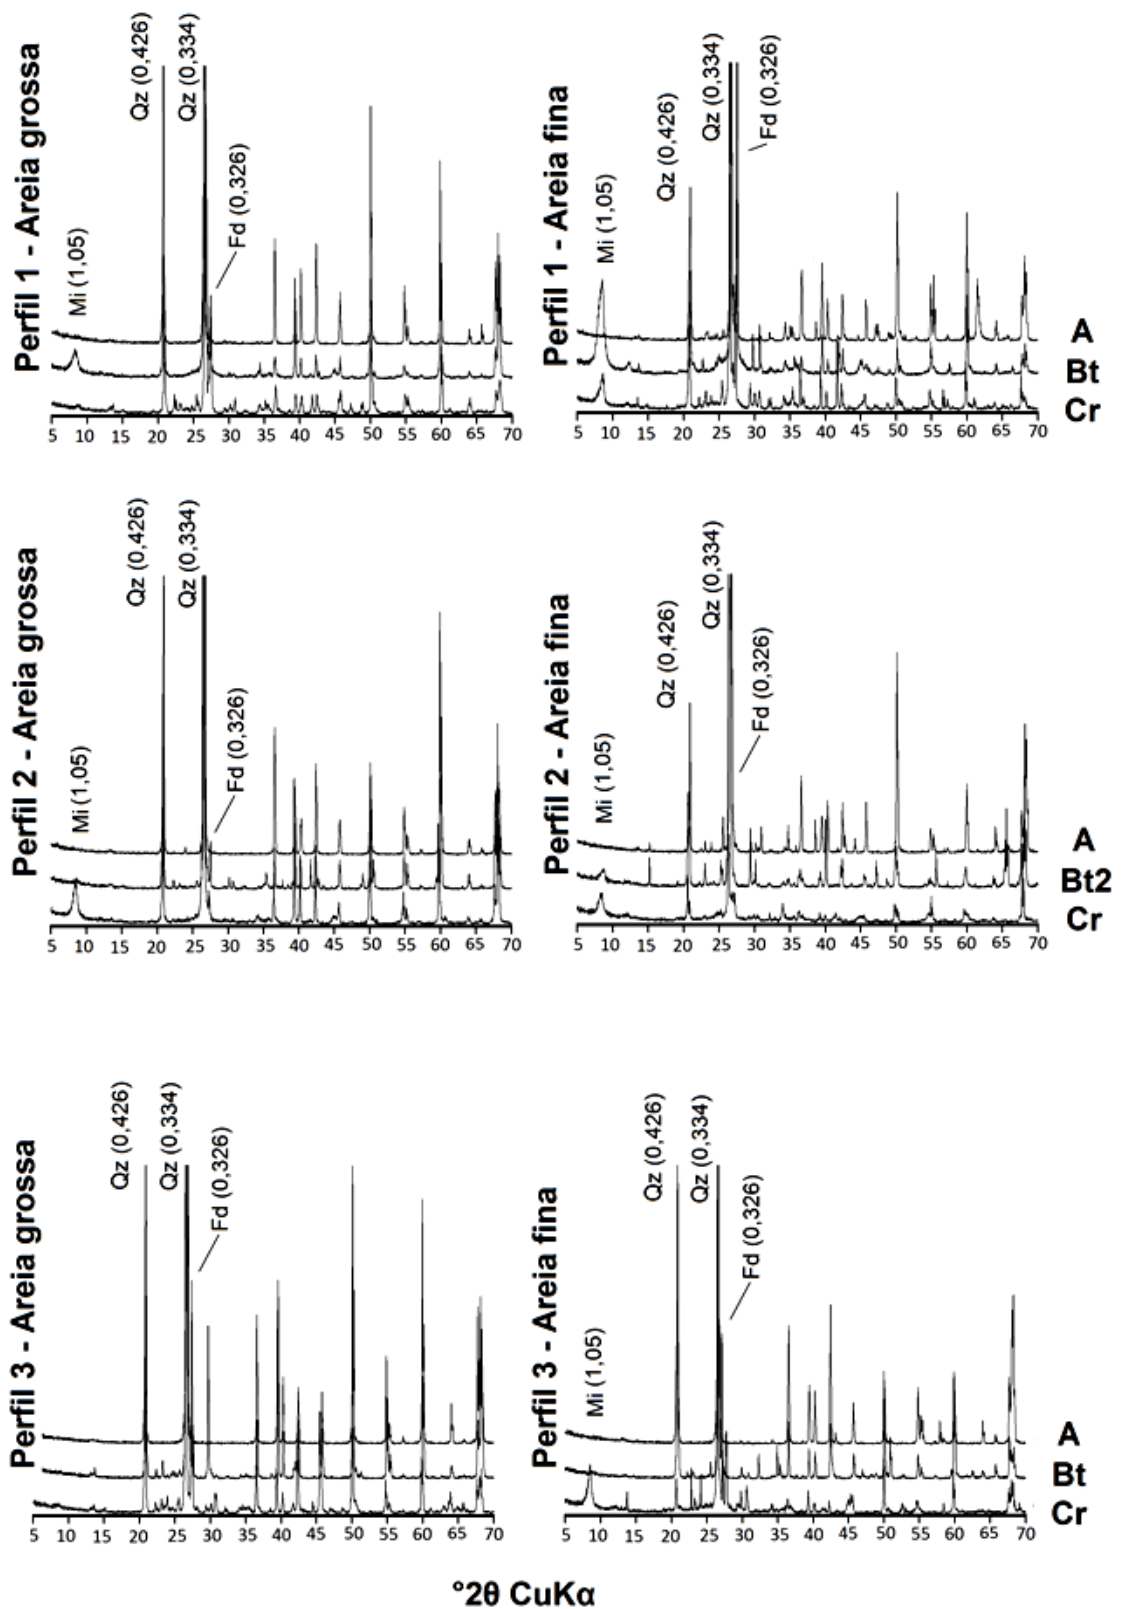 Perfil 1 - Areia grossa
Mi (1,05)
Qz (0,426)
Qz (0,334)
Fd (0,326)
5 10 15 20 25 30 35 40 45 50 55 60 65 70
Perfil 1 - Areia fina
Mi (1,05)
Qz (0,426)
Qz (0,334)
Fd (0,326)
A
Bt
Cr
5 10 15 20 25 30 35 40 45 50 55 60 65 70
Perfil 2 - Areia grossa
Mi (1,05)
Qz (0,426)
Qz (0,334)
Fd (0,326)
5 10 15 20 25 30 35 40 45 50 55 60 65 70
Perfil 2 - Areia fina
Mi (1,05)
Qz (0,426)
Qz (0,334)
Fd (0,326)
A
Bt2
Cr
5 10 15 20 25 30 35 40 45 50 55 60 65 70
Perfil 3 - Areia grossa
Qz (0,426)
Qz (0,334)
Fd (0,326)
5 10 15 20 25 30 35 40 45 50 55 60 65 70
Perfil 3 - Areia fina
Mi (1,05)
Qz (0,426)
Qz (0,334)
Fd (0,326)
A
Bt
Cr
5 10 15 20 25 30 35 40 45 50 55 60 65 70
°2θ CuKα